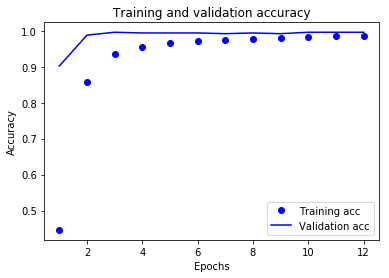 Training and validation accuracy
1.0
0.9
0.8
0.7
0.6
0.5
Accuracy
2 4 6 8 10 12
Epochs
Training acc
Validation acc